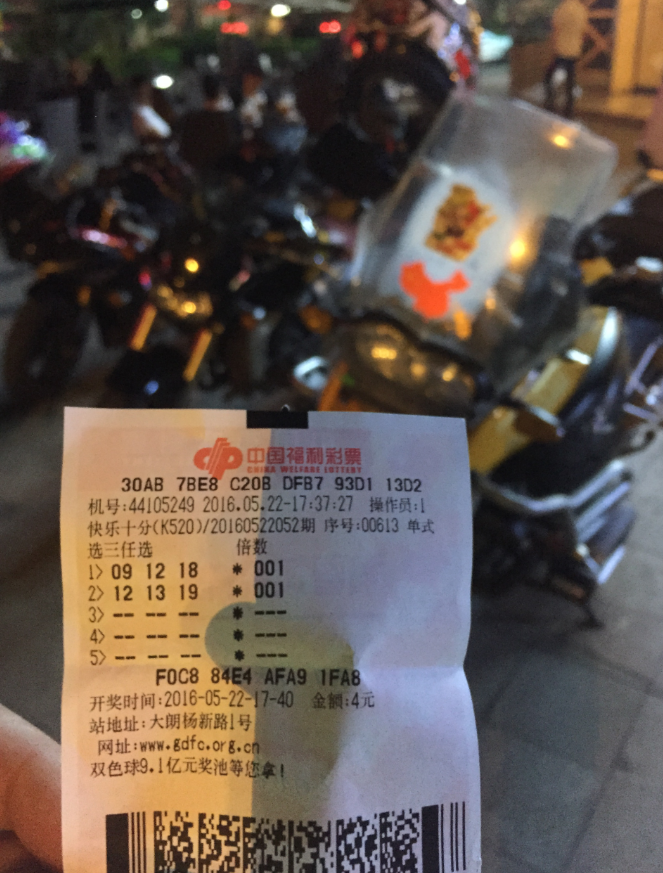 中国福利彩票
CHINA WELFARE LOTTERY
30AB 7BE8 C20B DFB7 93D1 13D2
机号:44105249 2016.05.22-17:37:27 操作员:1
快乐十分(K520)/20160522052期 序号:00613 单式
选三任选 倍数
1> 09 12 18 * 001
2> 12 13 19 * 001
3> -- -- -- * ---
4> -- -- -- * ---
5> -- -- -- * ---
F0C8 84E4 AFA9 1FA8
开奖时间:2016-05-22-17-40 金额:4元
站地址:大朗杨新路1号
网址:www.gdfc.org.cn
双色球9.1亿元奖池等您拿!